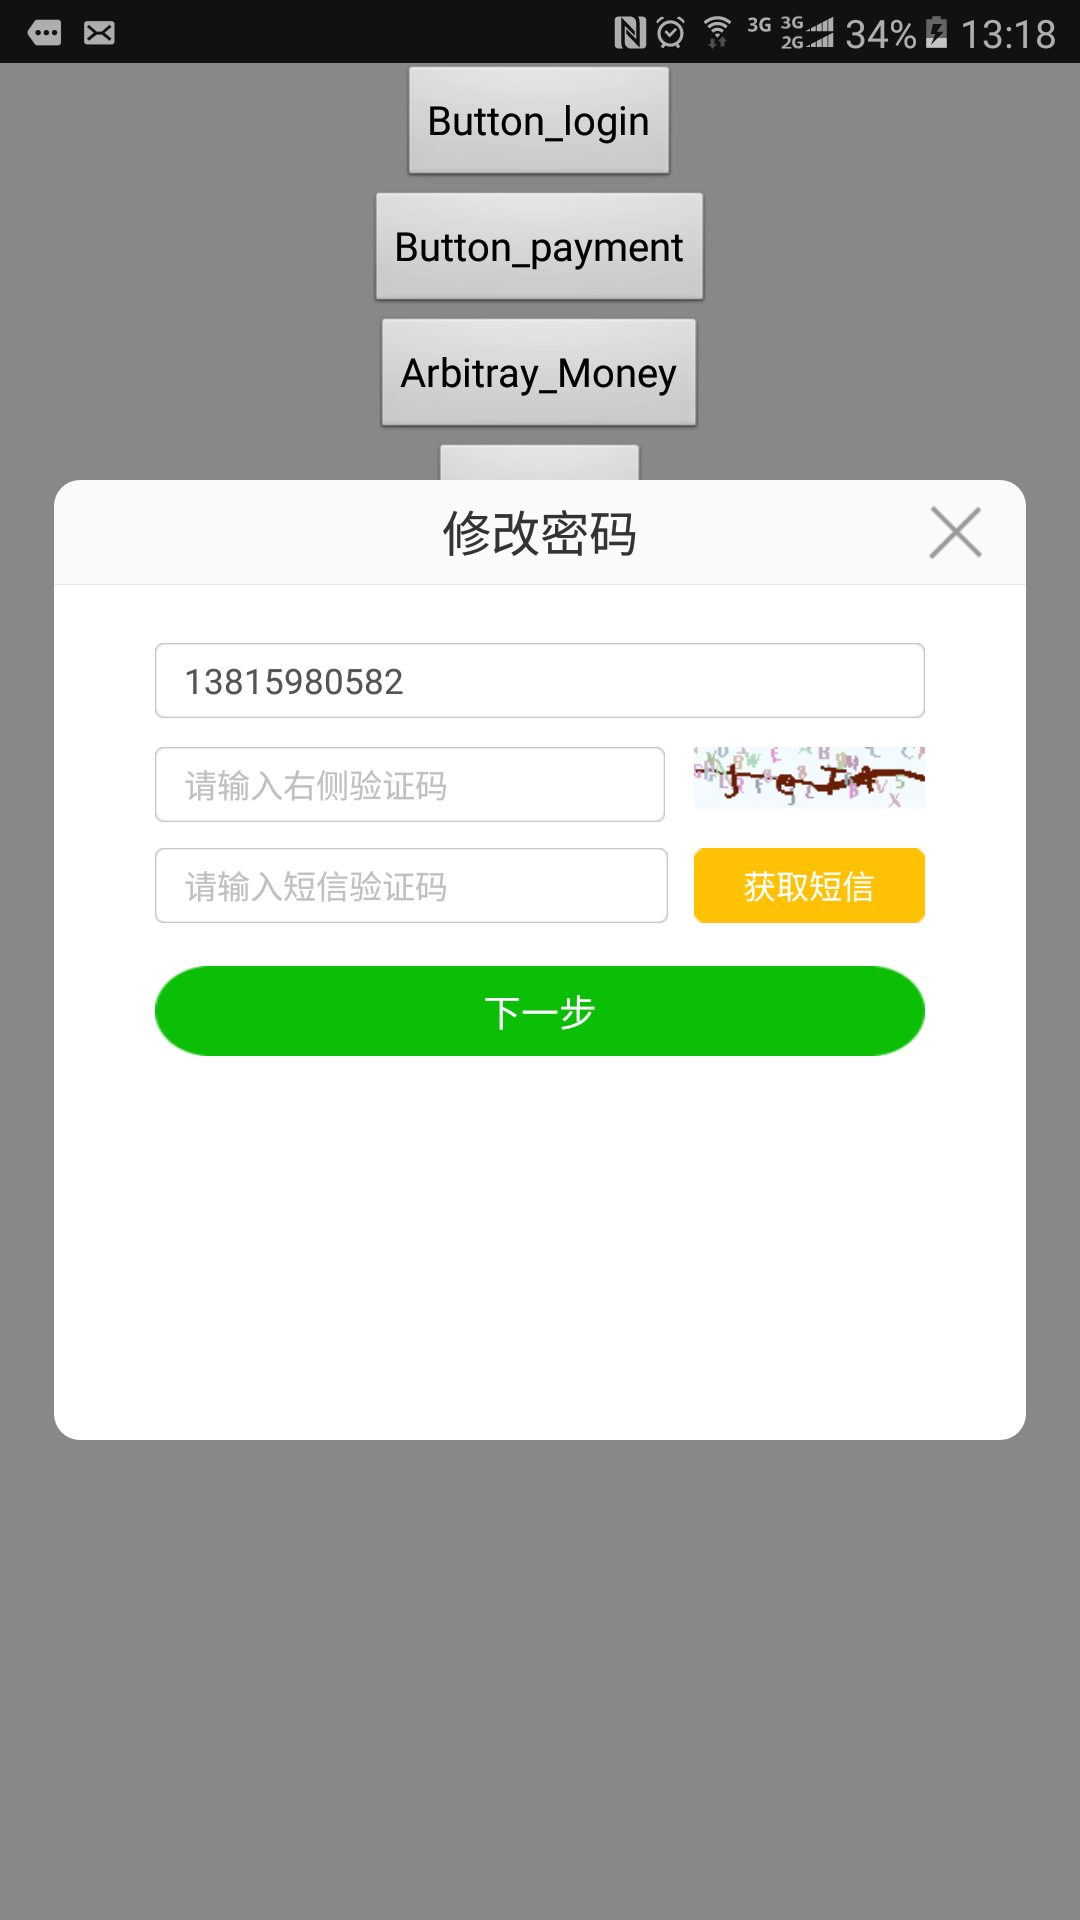 3G 3G 2G 34% 13:18
Button_login
Button_payment
Arbitray_Money
修改密码
13815980582
请输入右侧验证码
请输入短信验证码 获取短信
下一步